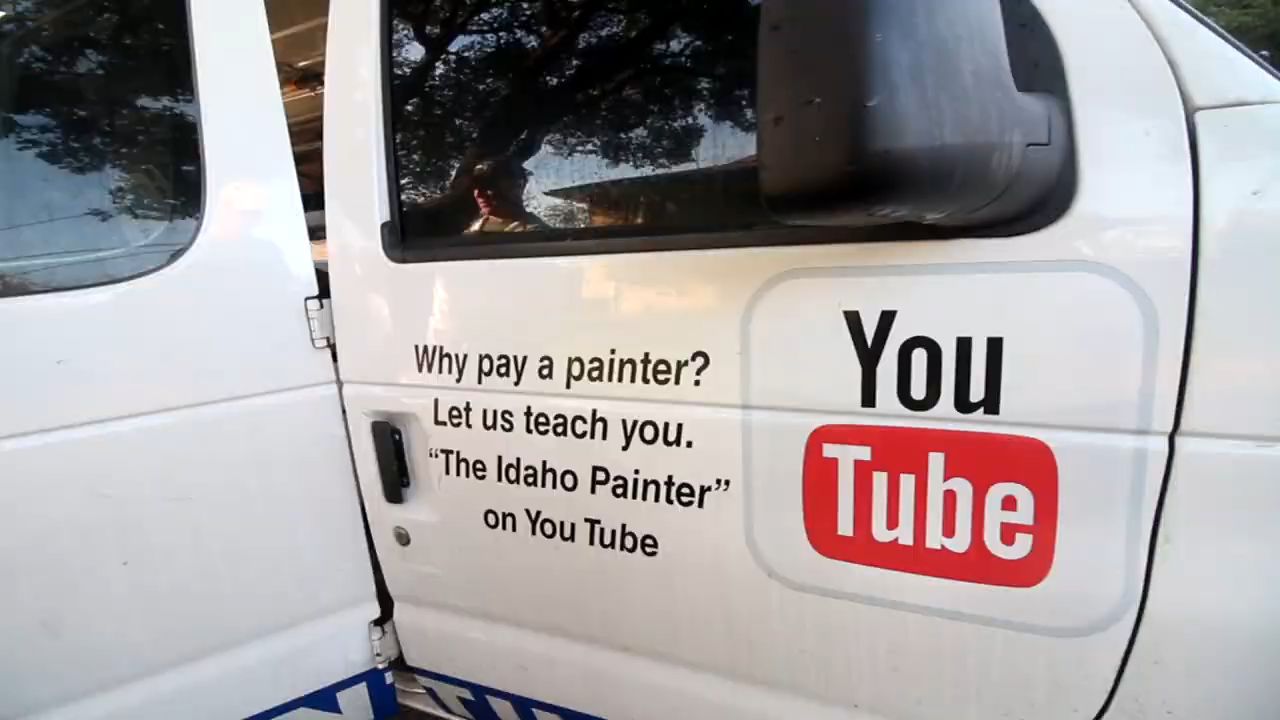 Why pay a painter?
Let us teach you.
“The Idaho Painter”
on You Tube
You
Tube